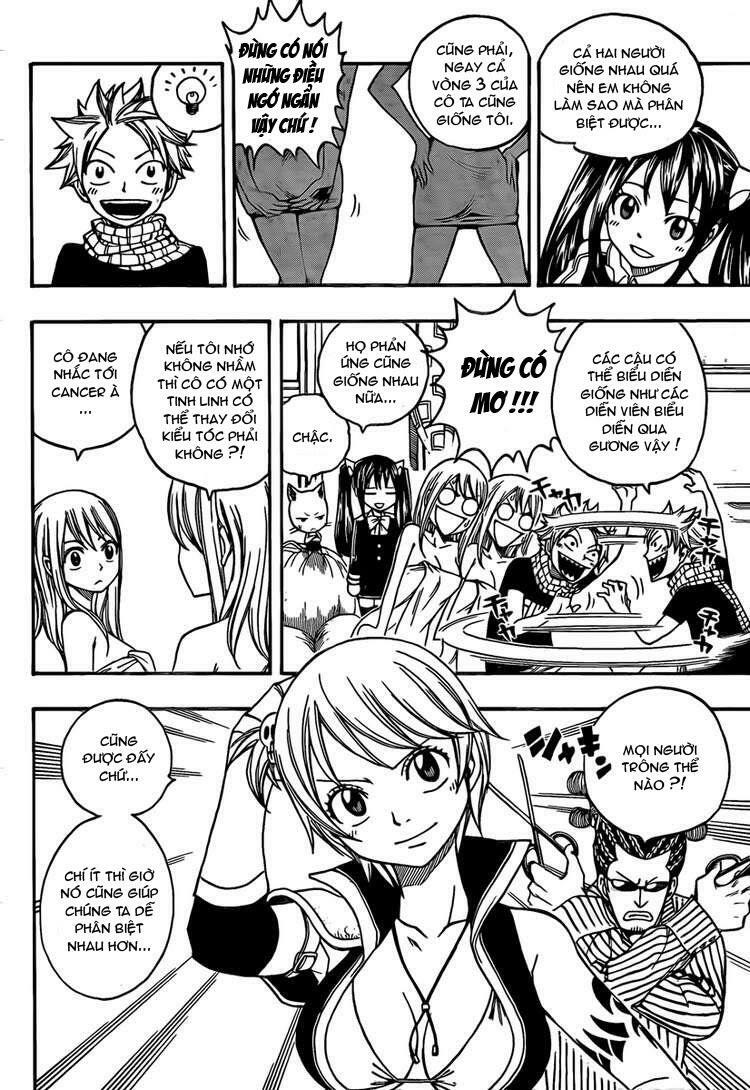 CẢ HAI NGƯỜI
GIỐNG NHAU QUÁ
NÊN EM KHÔNG
LÀM SAO MÀ PHÂN
BIỆT ĐƯỢC...
CŨNG PHẢI,
NGAY CẢ
VÒNG 3 CỦA
CÔ TA CŨNG
GIỐNG TÔI.
ĐỪNG CÓ NÓI
NHỮNG ĐIỀU
NGỚ NGẨN
VẬY CHỨ !
CÁC CẬU CÓ
THỂ BIỂU DIỄN
GIỐNG NHƯ CÁC
DIỄN VIÊN BIỂU
DIỄN QUA
GƯƠNG VẬY !
ĐỪNG CÓ
MƠ !!!
HỌ PHẢN
ỨNG CŨNG
GIỐNG NHAU
NỮA...
CHẬC.
NẾU TÔI NHỚ
KHÔNG NHẦM
THÌ CÔ CÓ MỘT
TINH LINH CÓ
THỂ THAY ĐỔI
KIỂU TÓC PHẢI
KHÔNG ?!
CÔ ĐANG
NHẮC TỚI
CANCER À
...
MỌI NGƯỜI
TRÔNG THẾ
NÀO ?!
CŨNG
ĐƯỢC ĐẤY
CHỨ...
CHÍ ÍT THÌ GIỜ
NÓ CŨNG GIÚP
CHÚNG TA DỄ
PHÂN BIỆT
NHAU HƠN...